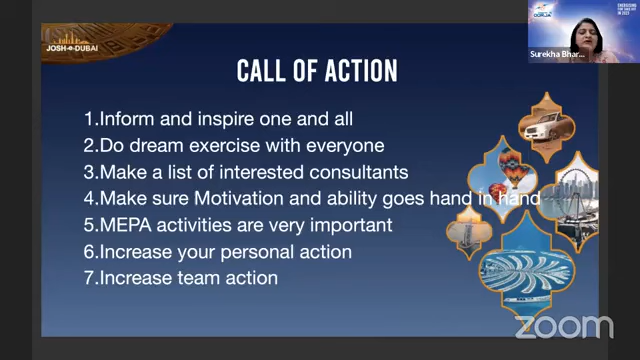 JOSH-e-DUBAI
CALL OF ACTION
1.Inform and inspire one and all
2.Do dream exercise with everyone
3.Make a list of interested consultants
4.Make sure Motivation and ability goes hand in hand
5.MEPA activities are very important
6.Increase your personal action
7.Increase team action
Surekha Bhar...
zoom